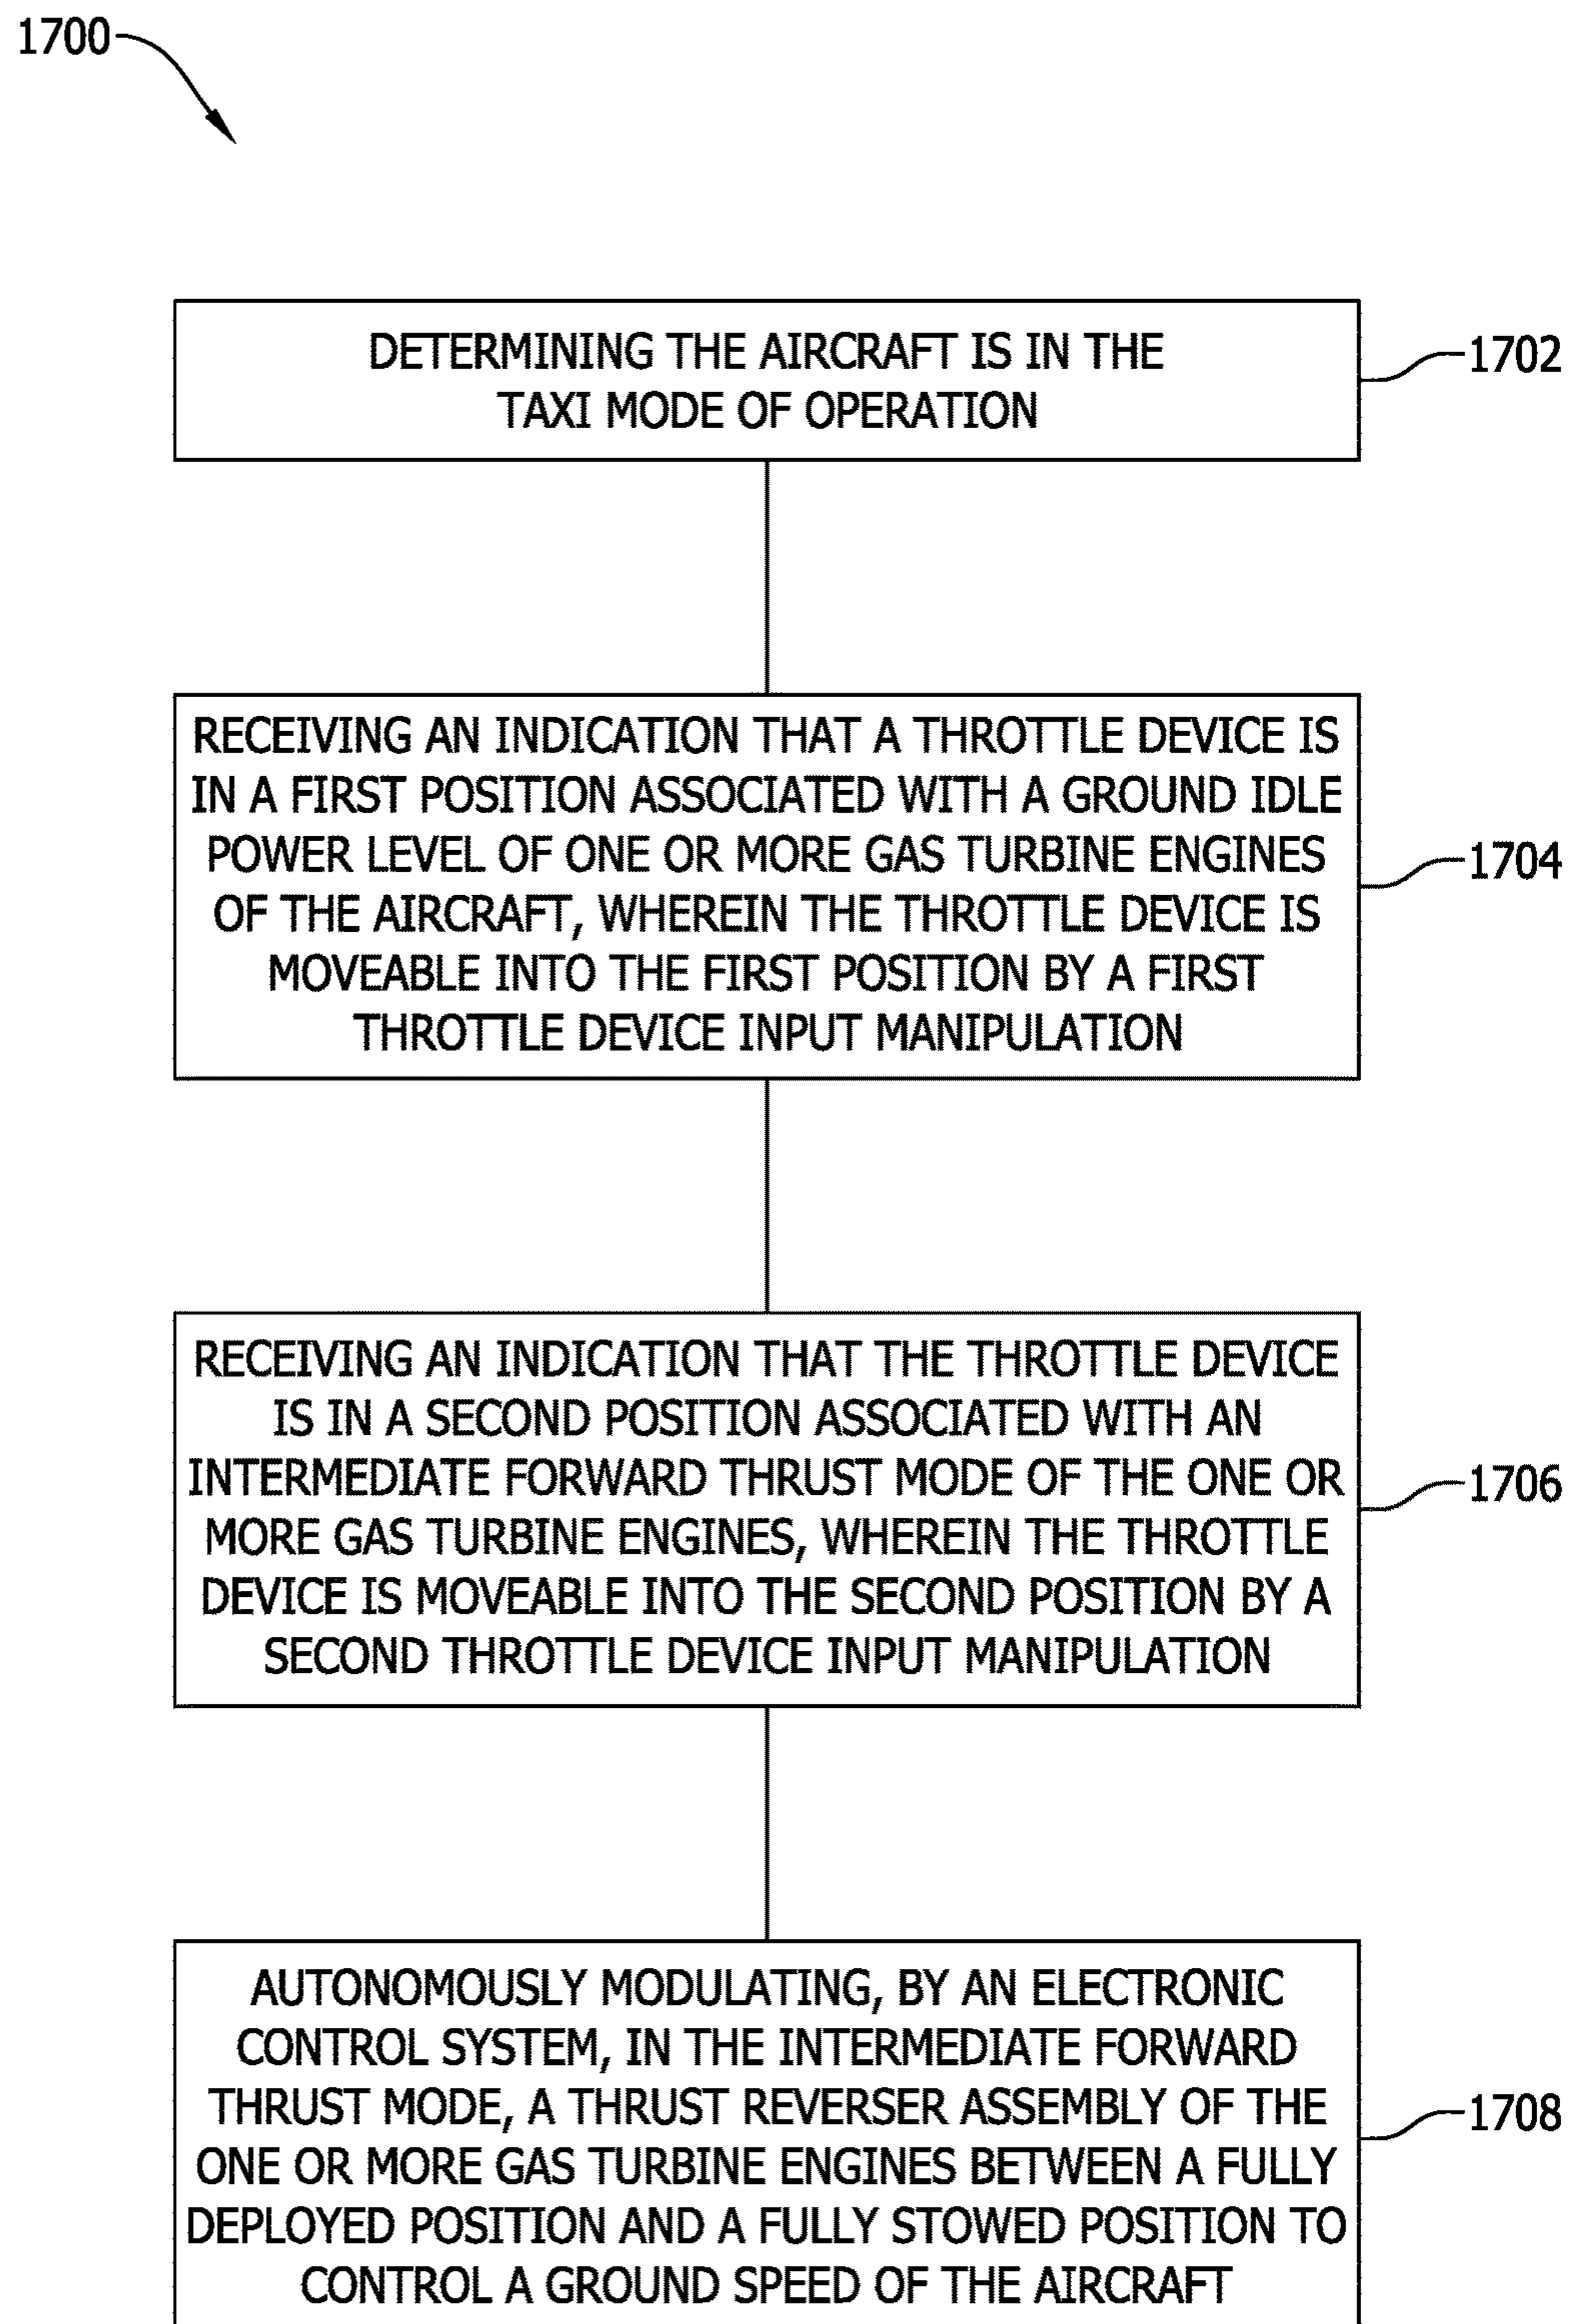 1700
DETERMINING THE AIRCRAFT IS IN THE
TAXI MODE OF OPERATION
1702
RECEIVING AN INDICATION THAT A THROTTLE DEVICE IS
IN A FIRST POSITION ASSOCIATED WITH A GROUND IDLE
POWER LEVEL OF ONE OR MORE GAS TURBINE ENGINES
OF THE AIRCRAFT, WHEREIN THE THROTTLE DEVICE IS
MOVEABLE INTO THE FIRST POSITION BY A FIRST
THROTTLE DEVICE INPUT MANIPULATION
1704
RECEIVING AN INDICATION THAT THE THROTTLE DEVICE
IS IN A SECOND POSITION ASSOCIATED WITH AN
INTERMEDIATE FORWARD THRUST MODE OF THE ONE OR
MORE GAS TURBINE ENGINES, WHEREIN THE THROTTLE
DEVICE IS MOVEABLE INTO THE SECOND POSITION BY A
SECOND THROTTLE DEVICE INPUT MANIPULATION
1706
AUTONOMOUSLY MODULATING, BY AN ELECTRONIC
CONTROL SYSTEM, IN THE INTERMEDIATE FORWARD
THRUST MODE, A THRUST REVERSER ASSEMBLY OF THE
ONE OR MORE GAS TURBINE ENGINES BETWEEN A FULLY
DEPLOYED POSITION AND A FULLY STOWED POSITION TO
CONTROL A GROUND SPEED OF THE AIRCRAFT
1708